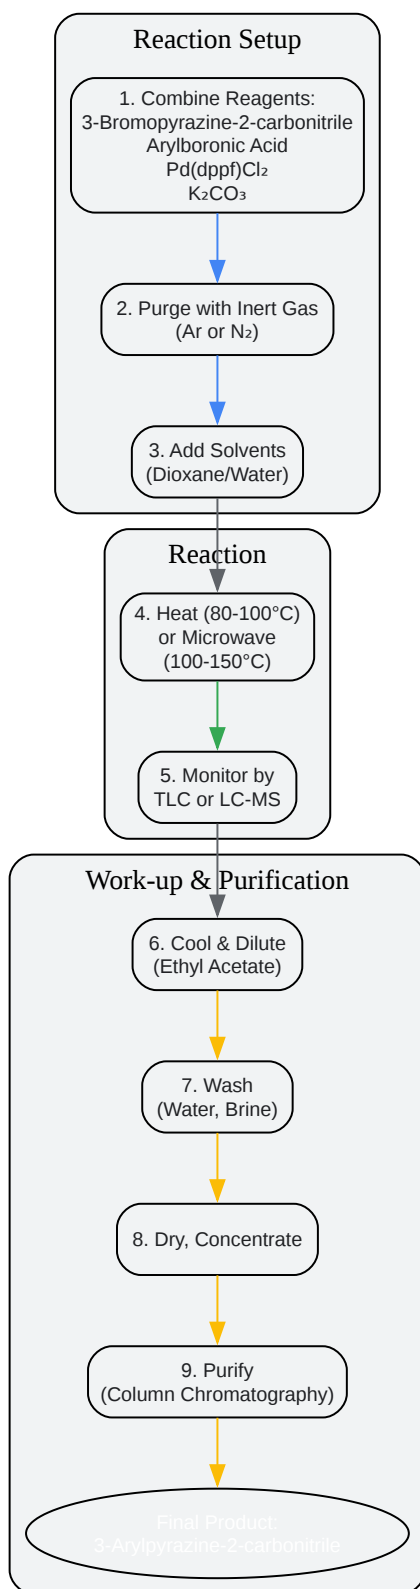 Reaction Setup
1. Combine Reagents:
3-Bromopyrazine-2-carbonitrile
Arylboronic Acid
Pd(dppf)Cl₂
K₂CO₃
2. Purge with Inert Gas
(Ar or N₂)
3. Add Solvents
(Dioxane/Water)
Reaction
4. Heat (80-100°C)
or Microwave
(100-150°C)
5. Monitor by
TLC or LC-MS
Work-up & Purification
6. Cool & Dilute
(Ethyl Acetate)
7. Wash
(Water, Brine)
8. Dry, Concentrate
9. Purify
(Column Chromatography)
Final Product:
3-Arylpyrazine-2-carbonitrile